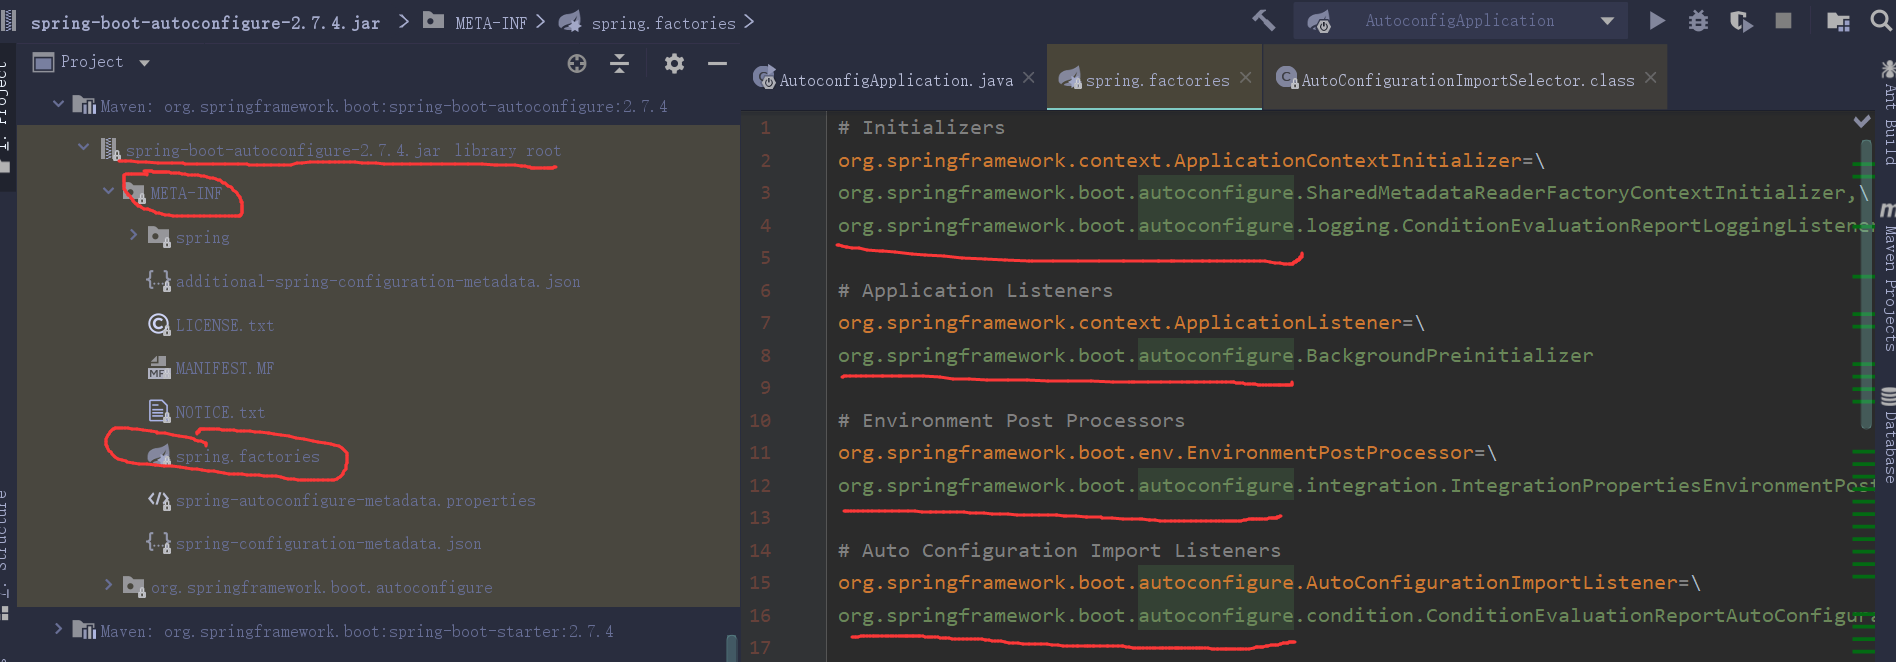 spring-boot-autoconfigure-2.7.4.jar META-INF spring.factories
AutoconfigApplication
1: Project
Project
Maven: org.springframework.boot:spring-boot-autoconfigure:2.7.4
spring-boot-autoconfigure-2.7.4.jar library root
META-INF
spring
additional-spring-configuration-metadata.json
LICENSE.txt
MANIFEST.MF
NOTICE.txt
spring.factories
spring-autoconfigure-metadata.properties
spring-configuration-metadata.json
org.springframework.boot.autoconfigure
Maven: org.springframework.boot:spring-boot-starter:2.7.4
Structure
AutoconfigApplication.java spring.factories AutoConfigurationImportSelector.class
1 # Initializers
2 org.springframework.context.ApplicationContextInitializer=\
3 org.springframework.boot.autoconfigure.SharedMetadataReaderFactoryContextInitializer,\
4 org.springframework.boot.autoconfigure.logging.ConditionEvaluationReportLoggingListene
5
6 # Application Listeners
7 org.springframework.context.ApplicationListener=\
8 org.springframework.boot.autoconfigure.BackgroundPreinitializer
9
10 # Environment Post Processors
11 org.springframework.boot.env.EnvironmentPostProcessor=\
12 org.springframework.boot.autoconfigure.integration.IntegrationPropertiesEnvironmentPost
13
14 # Auto Configuration Import Listeners
15 org.springframework.boot.autoconfigure.AutoConfigurationImportListener=\
16 org.springframework.boot.autoconfigure.condition.ConditionEvaluationReportAutoConfigura
17
Ant Build
Maven Projects
Database